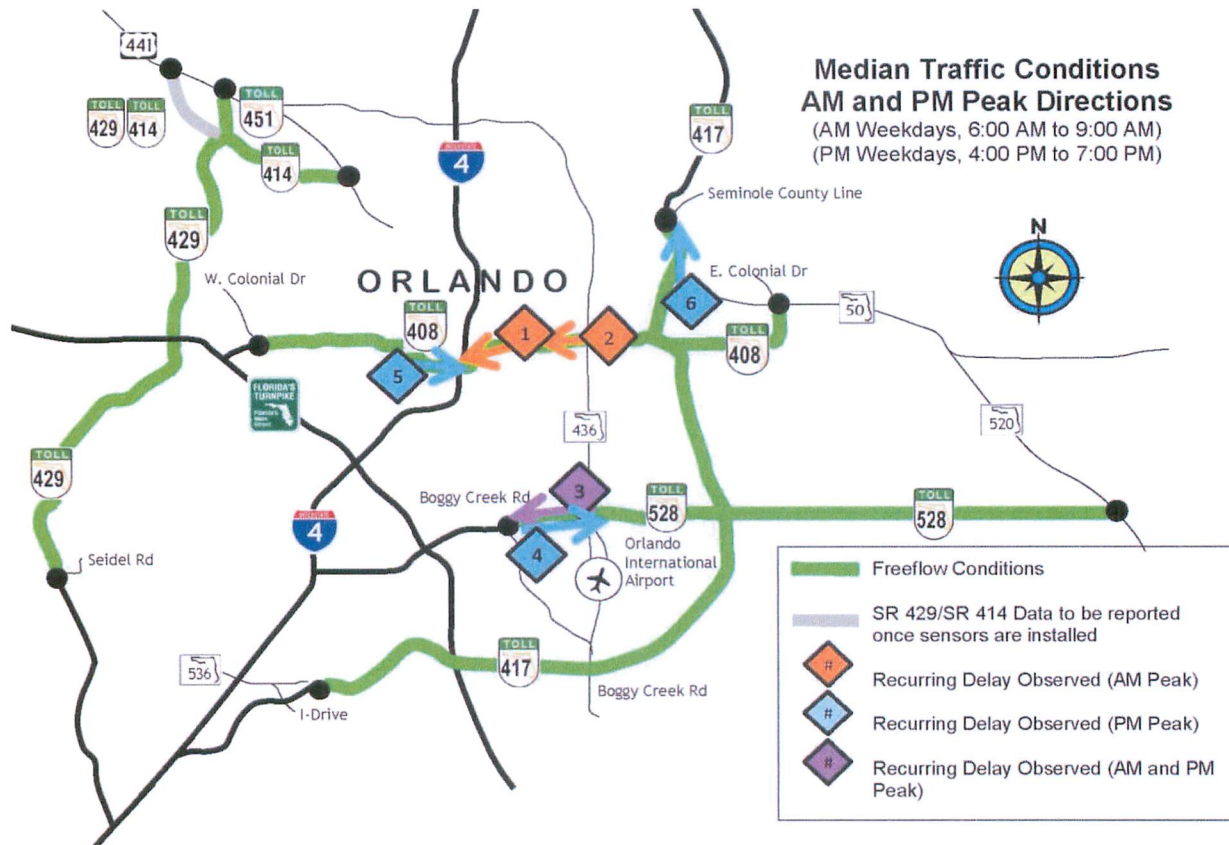 Median Traffic Conditions
AM and PM Peak Directions
(AM Weekdays, 6:00 AM to 9:00 AM)
(PM Weekdays, 4:00 PM to 7:00 PM)
441
TOLL
429
TOLL
414
TOLL
451
TOLL
414
INTERSTATE
4
TOLL
417
Seminole County Line
TOLL
429
W. Colonial Dr
ORLANDO
E. Colonial Dr
N
6
50
TOLL
408
1
2
TOLL
408
5
FLORIDA'S
TURNPIKE
436
520
TOLL
429
Boggy Creek Rd
3
TOLL
528
TOLL
528
INTERSTATE
4
4
Orlando
International
Airport
Seidel Rd
536
I-Drive
TOLL
417
Boggy Creek Rd
Freeflow Conditions
SR 429/SR 414 Data to be reported
once sensors are installed
#
Recurring Delay Observed (AM Peak)
#
Recurring Delay Observed (PM Peak)
#
Recurring Delay Observed (AM and PM
Peak)